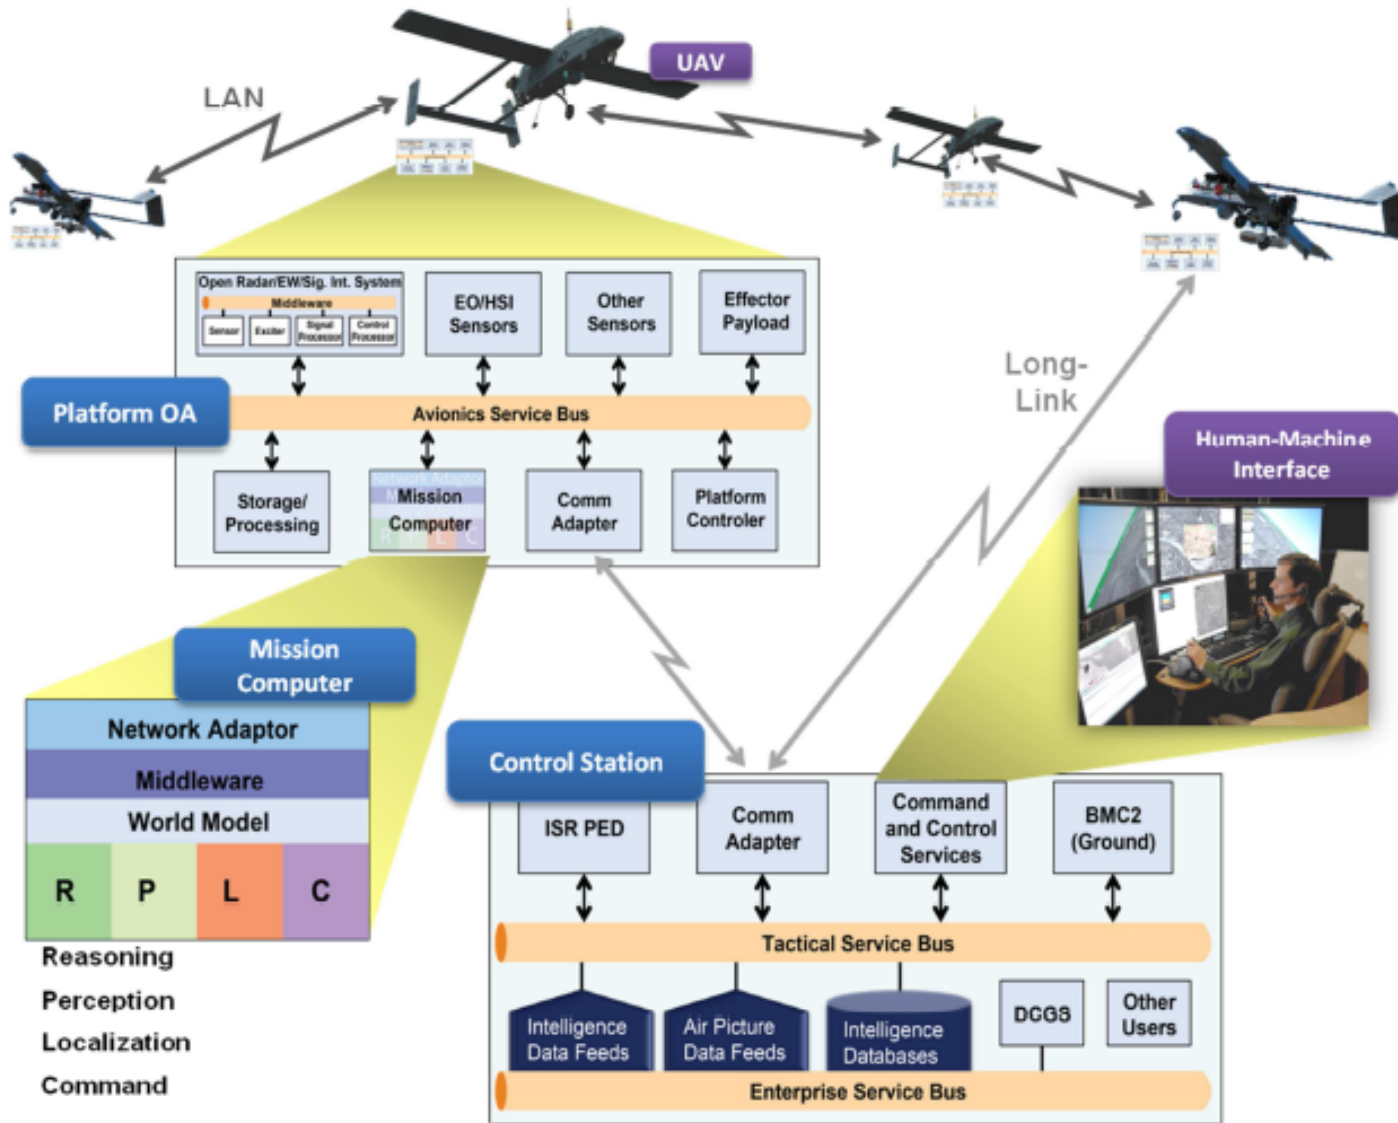 UAV
LAN
Open Radar/EW/Sig. Int. System
Middleware
Sensor
Exciter
Signal
Processor
Control
Processor
EO/HSI
Sensors
Other
Sensors
Effector
Payload
Long-
Link
Platform OA
Avionics Service Bus
Human-Machine
Interface
Storage/
Processing
Network Adaptor
Mission
Computer
R P L C
Comm
Adapter
Platform
Controler
Mission
Computer
Network Adaptor
Middleware
World Model
R P L C
Reasoning
Perception
Localization
Command
Control Station
ISR PED
Comm
Adapter
Command
and Control
Services
BMC2
(Ground)
Tactical Service Bus
Intelligence
Data Feeds
Air Picture
Data Feeds
Intelligence
Databases
DCGS
Other
Users
Enterprise Service Bus